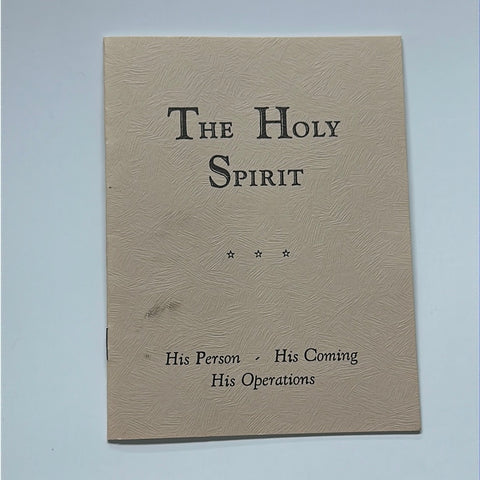 The Holy
Spirit
☆ ☆ ☆
His Person - His Coming
His Operations